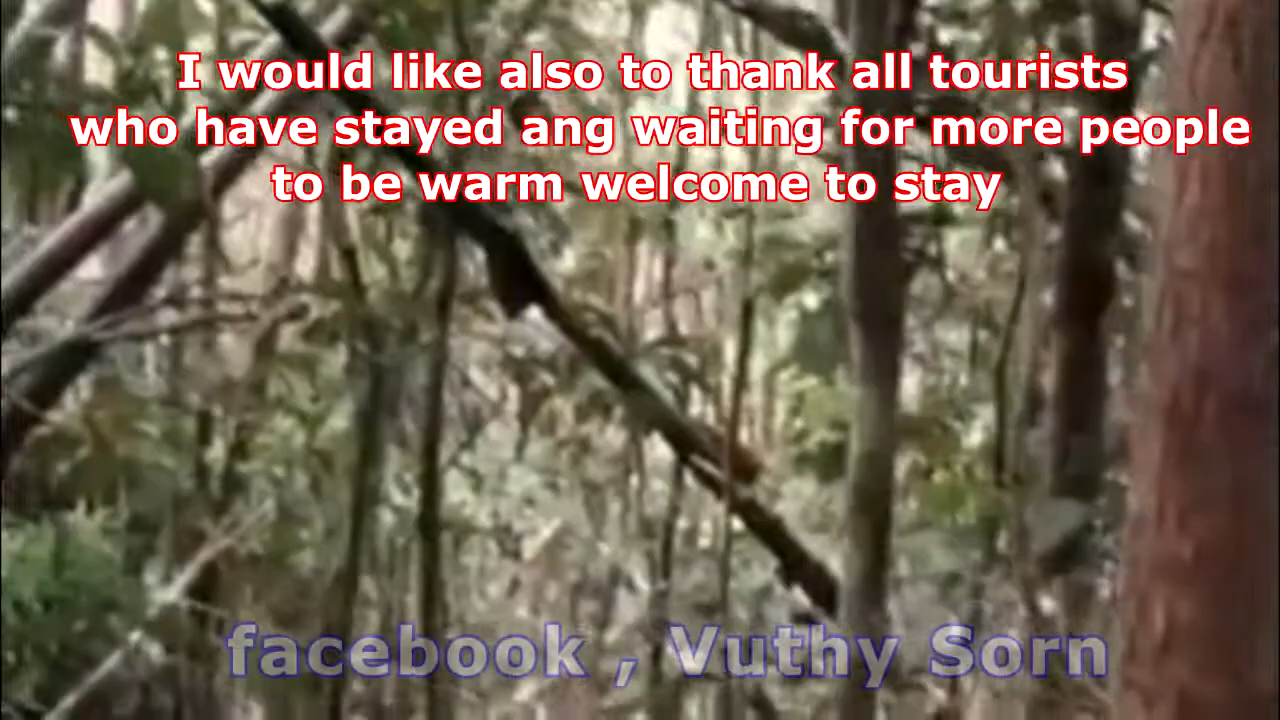 I would like also to thank all tourists
who have stayed ang waiting for more people
to be warm welcome to stay
facebook , Vuthy Sorn